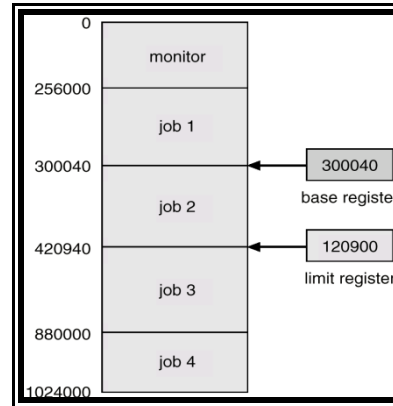 0
monitor
256000
job 1
300040
300040
base registe
job 2
420940
120900
limit register
job 3
880000
job 4
1024000